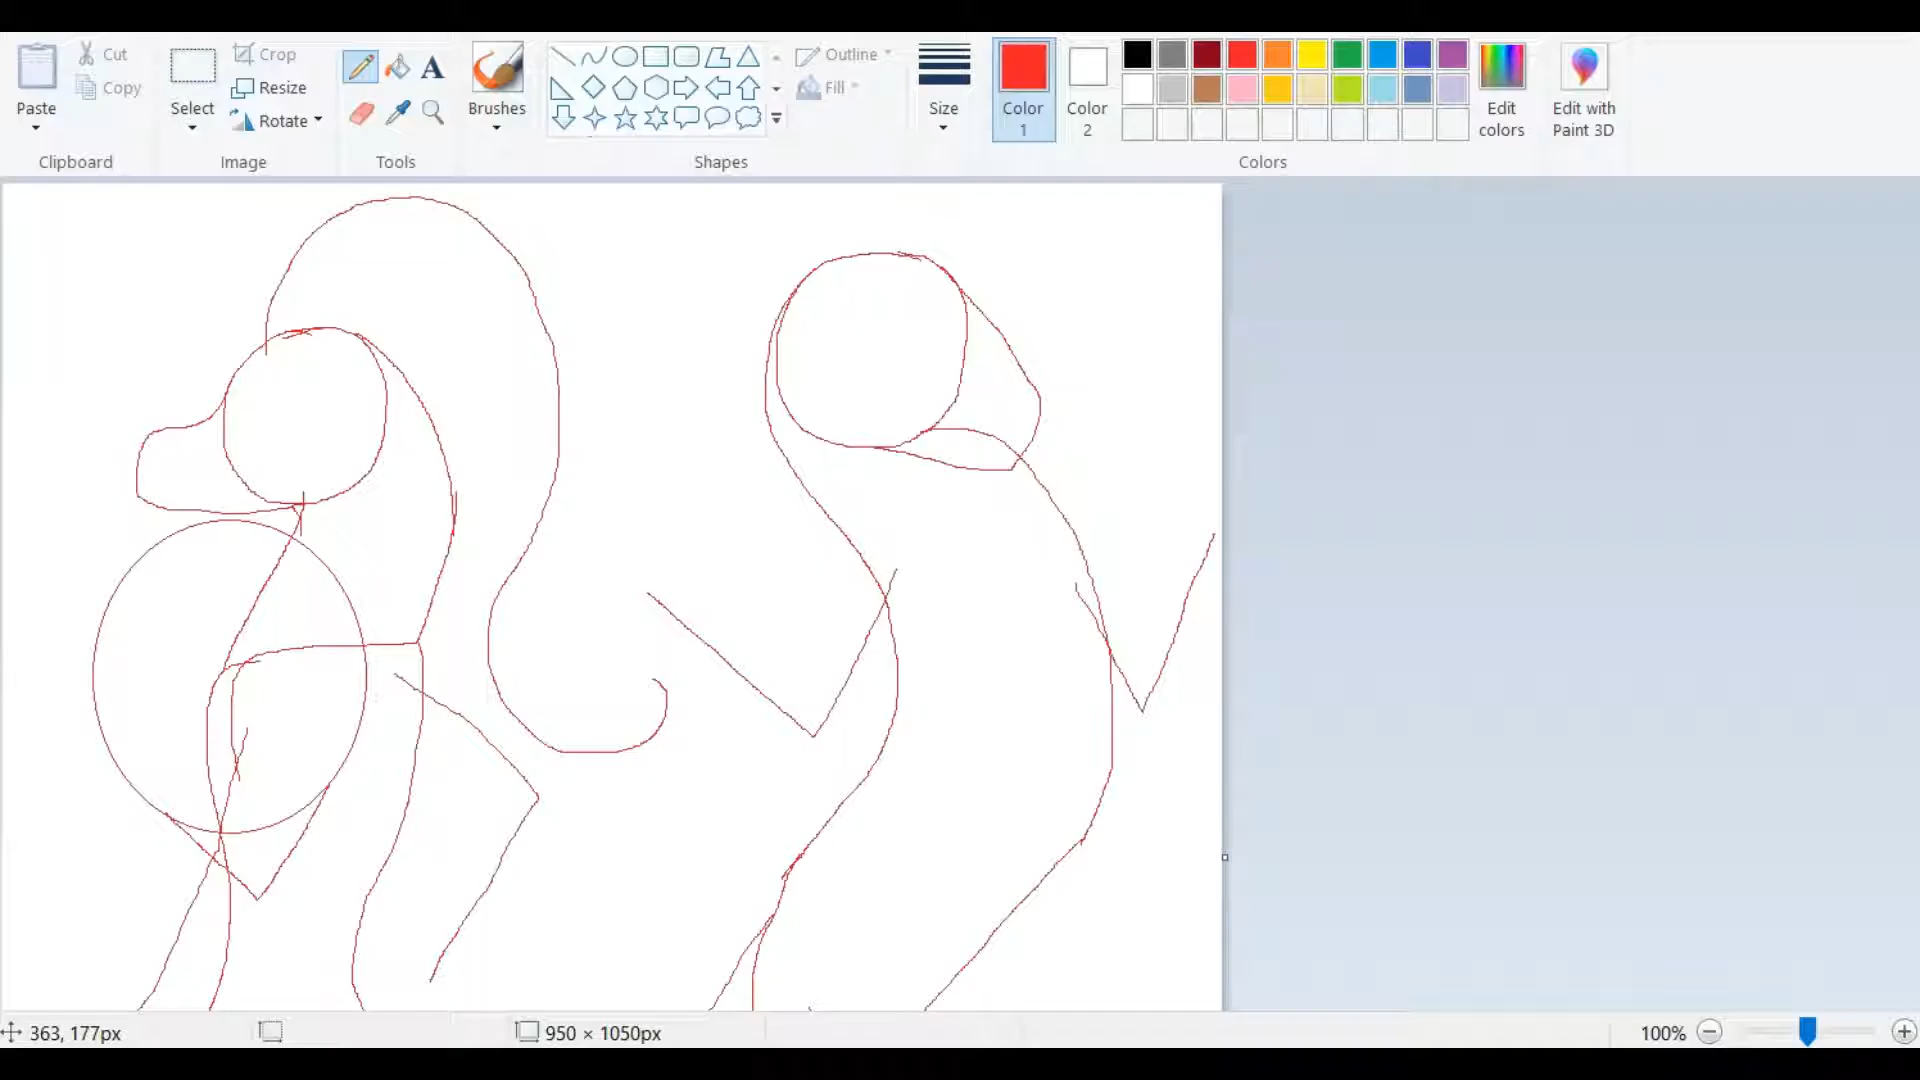 Paste
Cut
Copy
Clipboard
Select
Crop
Resize
Rotate
Image
A
Tools
Brushes
Outline
Fill
Shapes
Size
Color
1
Color
2
Edit
colors
Colors
Edit with
Paint 3D
363, 177px
950 × 1050px
100%